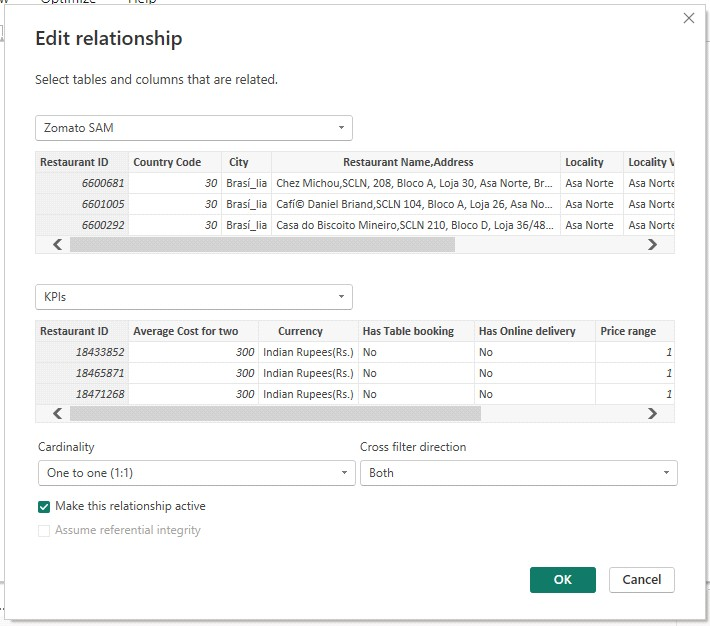 Optimize Help
Edit relationship
Select tables and columns that are related.
Zomato SAM
Restaurant ID Country Code City Restaurant Name,Address Locality Locality V
6600681 30 Brasí_lia Chez Michou,SCLN, 208, Bloco A, Loja 30, Asa Norte, Br... Asa Norte Asa Norte
6601005 30 Brasí_lia Cafí© Daniel Briand,SCLN 104, Bloco A, Loja 26, Asa No... Asa Norte Asa Norte
6600292 30 Brasí_lia Casa do Biscoito Mineiro,SCLN 210, Bloco D, Loja 36/48... Asa Norte Asa Norte
KPIs
Restaurant ID Average Cost for two Currency Has Table booking Has Online delivery Price range
18433852 300 Indian Rupees(Rs.) No No 1
18465871 300 Indian Rupees(Rs.) No No 1
18471268 300 Indian Rupees(Rs.) No No 1
Cardinality Cross filter direction
One to one (1:1) Both
Make this relationship active
Assume referential integrity
OK Cancel